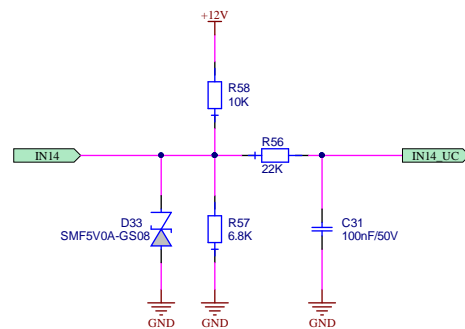 +12V
R58
10K
IN14
R56
22K
IN14_UC
D33
SMF5V0A-GS08
R57
6.8K
C31
100nF/50V
GND
GND
GND